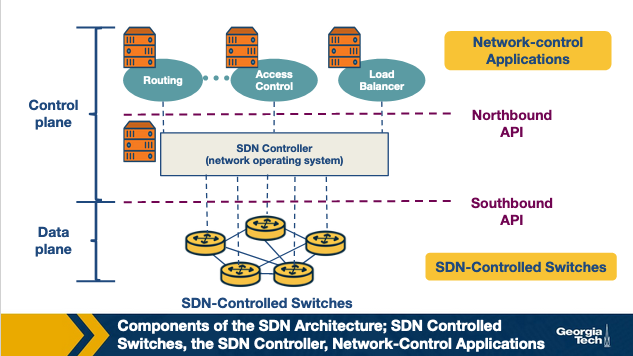 Network-control
Applications
Routing
Access
Control
Load
Balancer
Control
plane
Northbound
API
SDN Controller
(network operating system)
Southbound
API
Data
plane
SDN-Controlled Switches
SDN-Controlled Switches
Components of the SDN Architecture; SDN Controlled
Switches, the SDN Controller, Network-Control Applications
Georgia
Tech